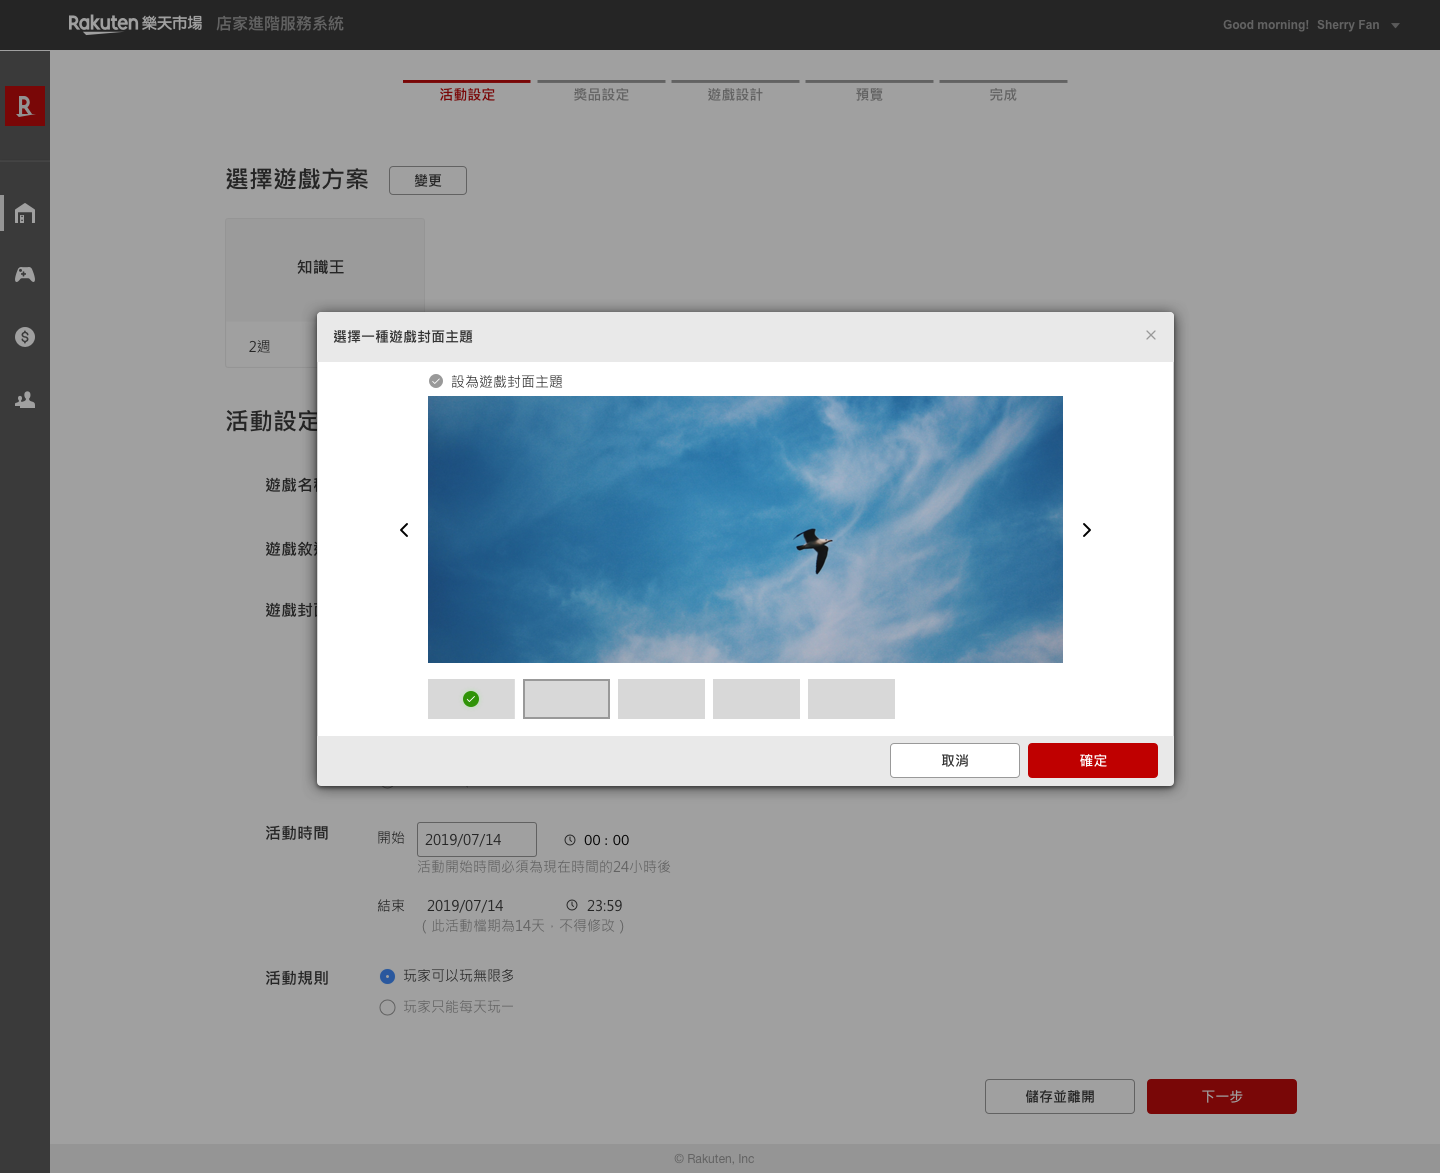 Rakuten 樂天市場 店家進階服務系統
Good morning! Sherry Fan
活動設定 獎品設定 遊戲設計 預覽 完成
R
選擇遊戲方案 變更
知識王
2週
選擇一種遊戲封面主題 ×
設為遊戲封面主題
活動設定
遊戲名
遊戲敘
遊戲封
取消 確定
活動時間 開始 2019/07/14 00 : 00
活動開始時間必須為現在時間的24小時後
結束 2019/07/14 23:59
( 此活動檔期為14天，不得修改 )
活動規則 玩家可以玩無限多
玩家只能每天玩一
儲存並離開 下一步
© Rakuten, Inc